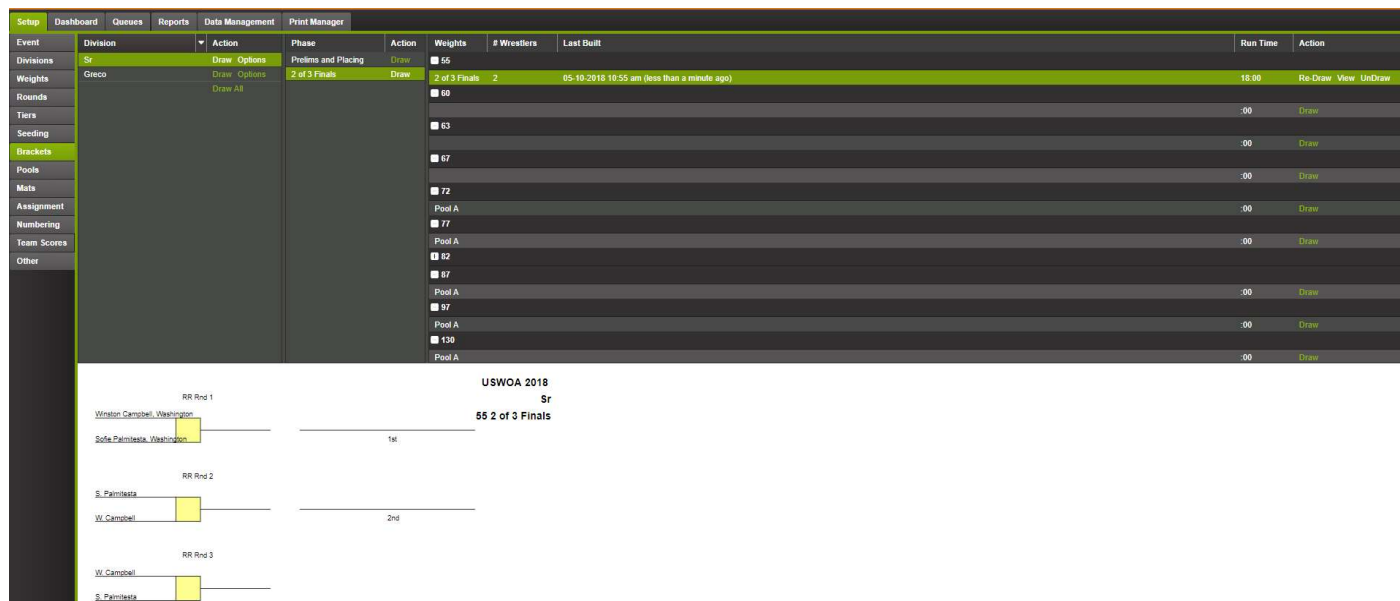 Setup Dashboard Queues Reports Data Management Print Manager
Event
Divisions
Weights
Rounds
Tiers
Seeding
Brackets
Pools
Mats
Assignment
Numbering
Team Scores
Other
Division Action
Sr Draw Options
Greco Draw Options
Draw All
Phase Action
Prelims and Placing Draw
2 of 3 Finals Draw
Weights # Wrestlers Last Built Run Time Action
55
2 of 3 Finals 2 05-10-2018 10:55 am (less than a minute ago) 18:00 Re-Draw View UnDraw
60
:00 Draw
63
:00 Draw
67
:00 Draw
72
Pool A :00 Draw
77
Pool A :00 Draw
82
87
Pool A :00 Draw
97
Pool A :00 Draw
130
Pool A :00 Draw
USWOA 2018
Sr
55 2 of 3 Finals
RR Rnd 1
Winston Campbell, Washington
Sofie Palmitesta, Washington
1st
RR Rnd 2
S. Palmitesta
W. Campbell
2nd
RR Rnd 3
W. Campbell
S. Palmitesta